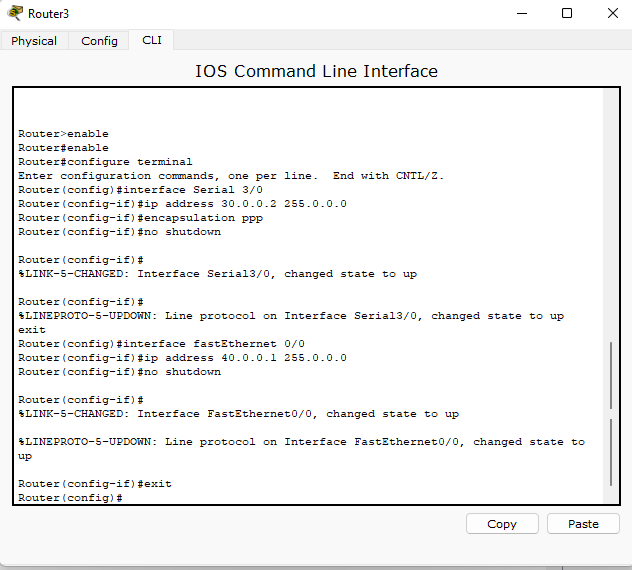 Router3
Physical Config CLI
IOS Command Line Interface
Router>enable
Router#enable
Router#configure terminal
Enter configuration commands, one per line.  End with CNTL/Z.
Router(config)#interface Serial 3/0
Router(config-if)#ip address 30.0.0.2 255.0.0.0
Router(config-if)#encapsulation ppp
Router(config-if)#no shutdown
Router(config-if)#
%LINK-5-CHANGED: Interface Serial3/0, changed state to up
Router(config-if)#
%LINEPROTO-5-UPDOWN: Line protocol on Interface Serial3/0, changed state to up
exit
Router(config)#interface fastEthernet 0/0
Router(config-if)#ip address 40.0.0.1 255.0.0.0
Router(config-if)#no shutdown
Router(config-if)#
%LINK-5-CHANGED: Interface FastEthernet0/0, changed state to up
%LINEPROTO-5-UPDOWN: Line protocol on Interface FastEthernet0/0, changed state to
up
Router(config-if)#exit
Router(config)#
Copy Paste